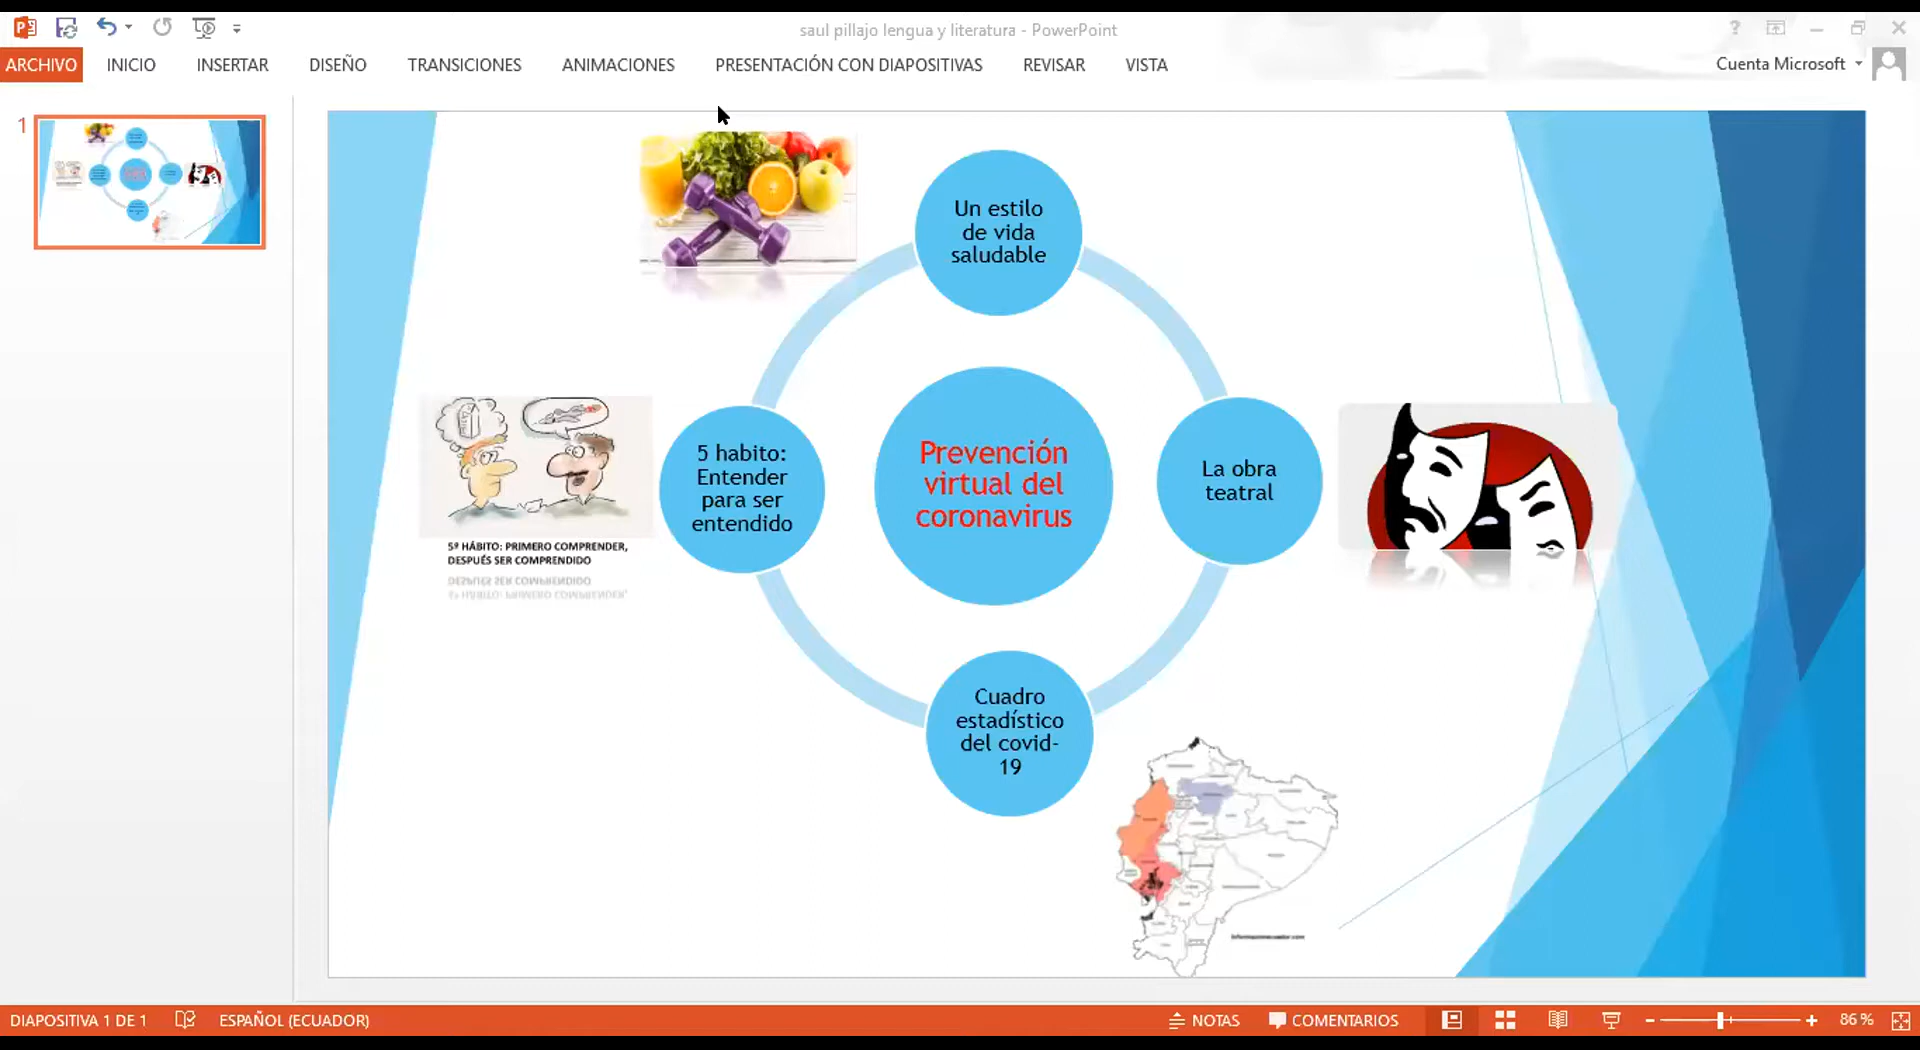 saul pillajo lengua y literatura - PowerPoint
?
ARCHIVO INICIO INSERTAR DISEÑO TRANSICIONES ANIMACIONES PRESENTACIÓN CON DIAPOSITIVAS REVISAR VISTA
Cuenta Microsoft
1
Un estilo
de vida
saludable
5 habito:
Entender
para ser
entendido
Prevención
virtual del
coronavirus
La obra
teatral
5º HÁBITO: PRIMERO COMPRENDER,
DESPUÉS SER COMPRENDIDO
Cuadro
estadístico
del covid-
19
DIAPOSITIVA 1 DE 1 ESPAÑOL (ECUADOR) NOTAS COMENTARIOS 86 %